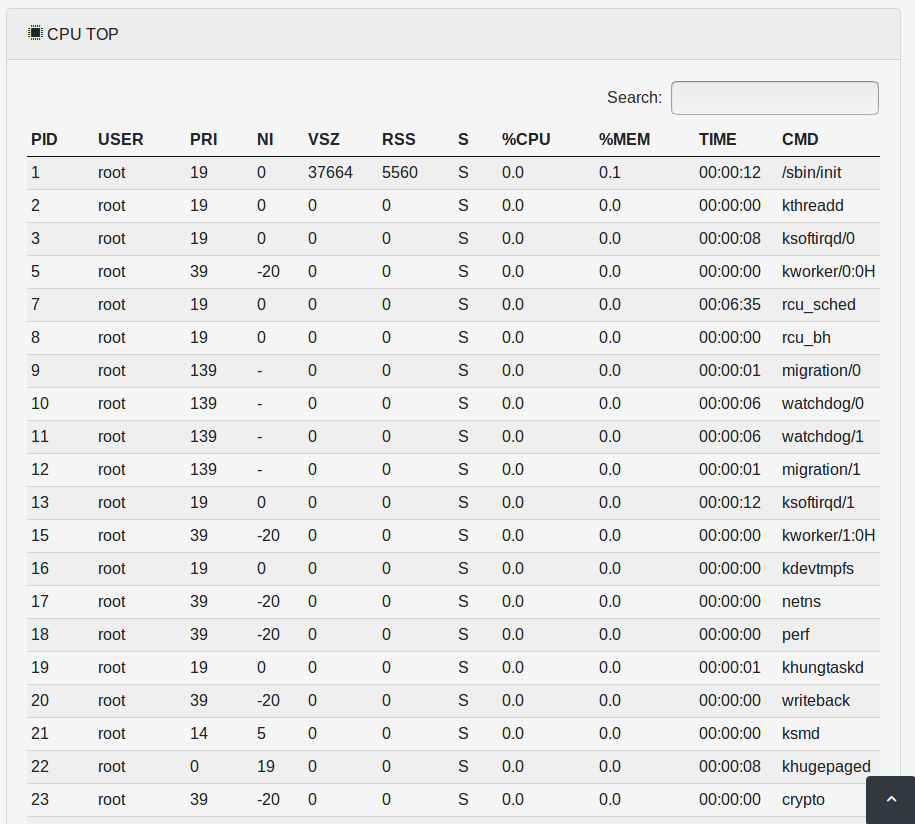 CPU TOP
Search:
PID USER PRI NI VSZ RSS S %CPU %MEM TIME CMD
1 root 19 0 37664 5560 S 0.0 0.1 00:00:12 /sbin/init
2 root 19 0 0 0 S 0.0 0.0 00:00:00 kthreadd
3 root 19 0 0 0 S 0.0 0.0 00:00:08 ksoftirqd/0
5 root 39 -20 0 0 S 0.0 0.0 00:00:00 kworker/0:0H
7 root 19 0 0 0 S 0.0 0.0 00:06:35 rcu_sched
8 root 19 0 0 0 S 0.0 0.0 00:00:00 rcu_bh
9 root 139 - 0 0 S 0.0 0.0 00:00:01 migration/0
10 root 139 - 0 0 S 0.0 0.0 00:00:06 watchdog/0
11 root 139 - 0 0 S 0.0 0.0 00:00:06 watchdog/1
12 root 139 - 0 0 S 0.0 0.0 00:00:01 migration/1
13 root 19 0 0 0 S 0.0 0.0 00:00:12 ksoftirqd/1
15 root 39 -20 0 0 S 0.0 0.0 00:00:00 kworker/1:0H
16 root 19 0 0 0 S 0.0 0.0 00:00:00 kdevtmpfs
17 root 39 -20 0 0 S 0.0 0.0 00:00:00 netns
18 root 39 -20 0 0 S 0.0 0.0 00:00:00 perf
19 root 19 0 0 0 S 0.0 0.0 00:00:01 khungtaskd
20 root 39 -20 0 0 S 0.0 0.0 00:00:00 writeback
21 root 14 5 0 0 S 0.0 0.0 00:00:00 ksmd
22 root 0 19 0 0 S 0.0 0.0 00:00:08 khugepaged
23 root 39 -20 0 0 S 0.0 0.0 00:00:00 crypto